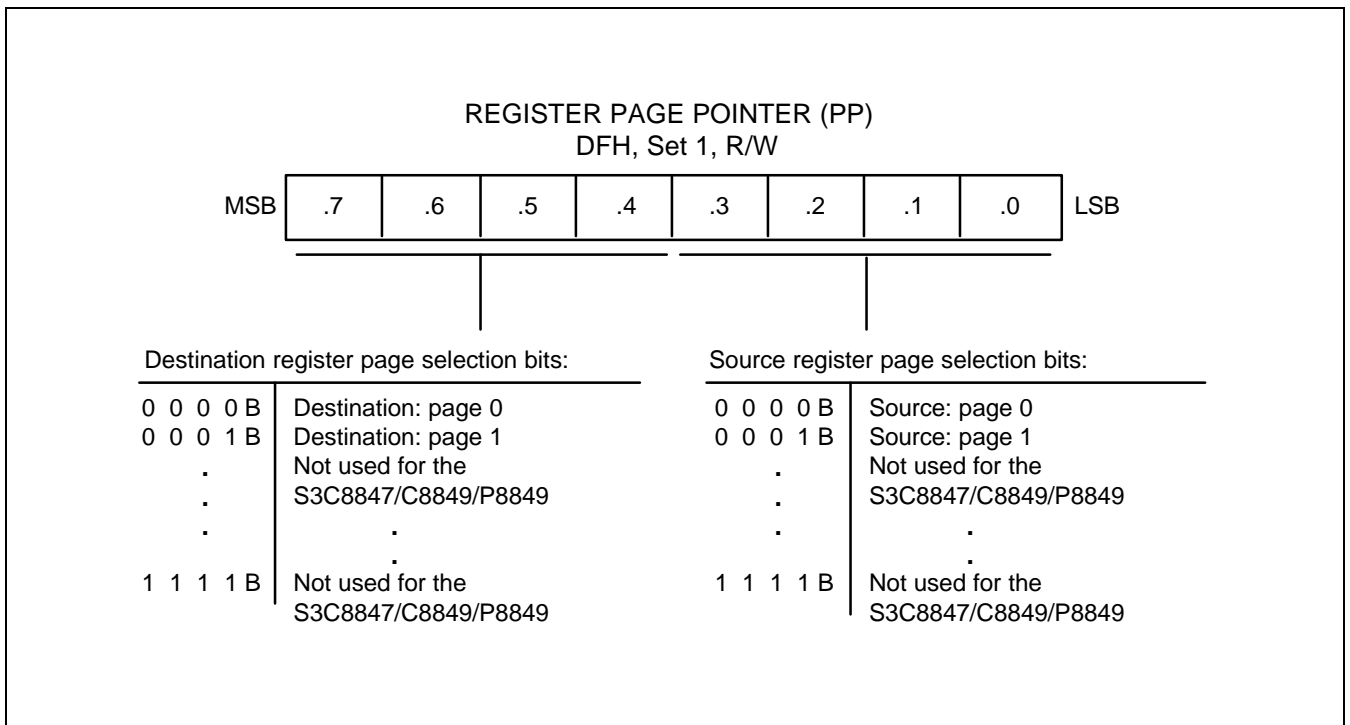 REGISTER PAGE POINTER (PP)
DFH, Set 1, R/W
MSB .7 .6 .5 .4 .3 .2 .1 .0 LSB
Destination register page selection bits:
0 0 0 0 B Destination: page 0
0 0 0 1 B Destination: page 1
. Not used for the
. S3C8847/C8849/P8849
. .
.
1 1 1 1 B Not used for the
S3C8847/C8849/P8849
Source register page selection bits:
0 0 0 0 B Source: page 0
0 0 0 1 B Source: page 1
. Not used for the
. S3C8847/C8849/P8849
. .
.
1 1 1 1 B Not used for the
S3C8847/C8849/P8849